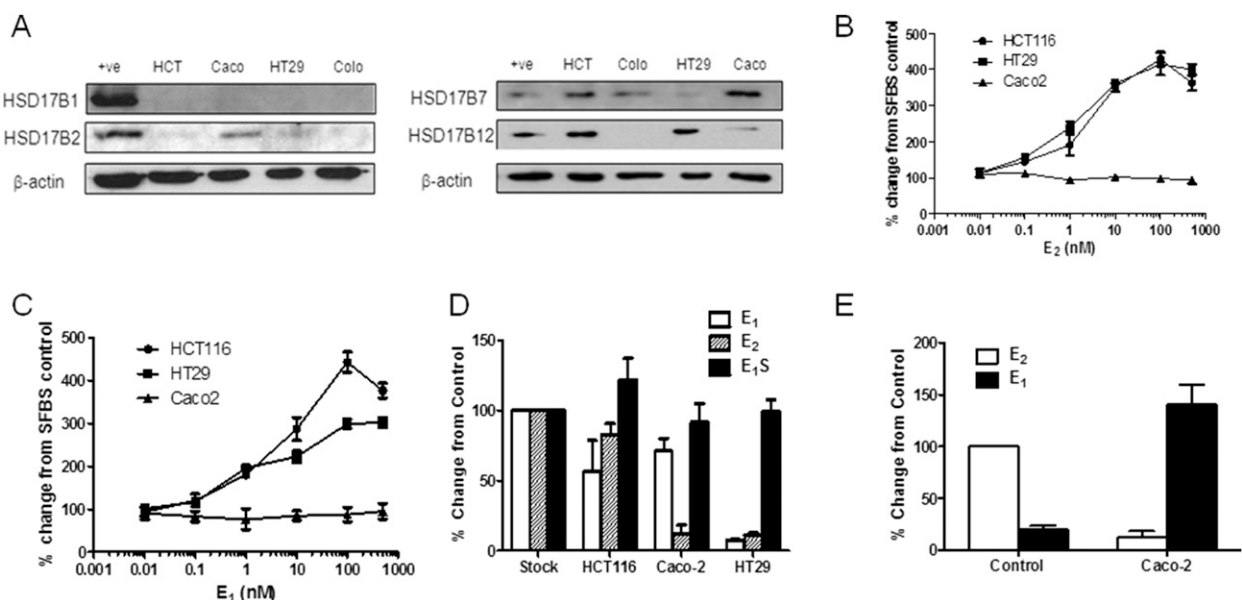 A
+ve HCT Caco HT29 Colo
HSD17B1
HSD17B2
β-actin
+ve HCT Colo HT29 Caco
HSD17B7
HSD17B12
β-actin
B
% change from SFBS control
500
400
300
200
100
0
HCT116
HT29
Caco2
0.001 0.01 0.1 1 10 100 1000
E₂ (nM)
C
% change from SFBS control
500
400
300
200
100
0
HCT116
HT29
Caco2
0.001 0.01 0.1 1 10 100 1000
E₁ (nM)
D
% Change from Control
150
100
50
0
E₁
E₂
E₁S
Stock HCT116 Caco-2 HT29
E
% Change from Control
200
150
100
50
0
E₂
E₁
Control Caco-2